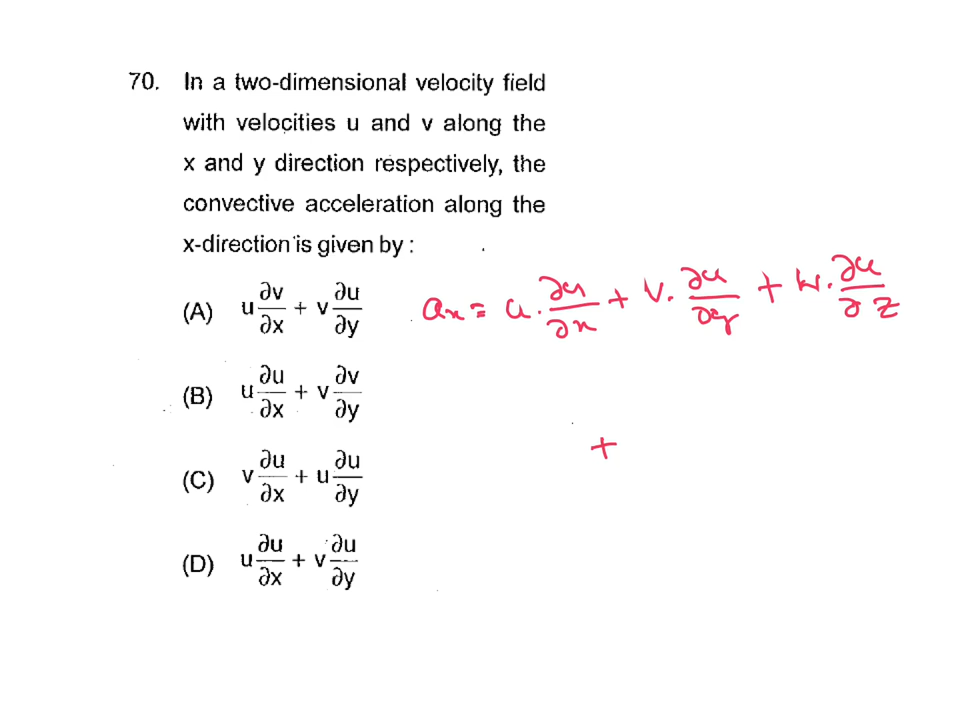 70. In a two-dimensional velocity field
with velocities u and v along the
x and y direction respectively, the
convective acceleration along the
x-direction is given by :
(A) u ∂v/∂x + v ∂u/∂y
(B) u ∂u/∂x + v ∂v/∂y
(C) v ∂u/∂x + u ∂u/∂y
(D) u ∂u/∂x + v ∂u/∂y
ax = u. ∂u/∂x + v. ∂u/∂y + w. ∂u/∂z
+